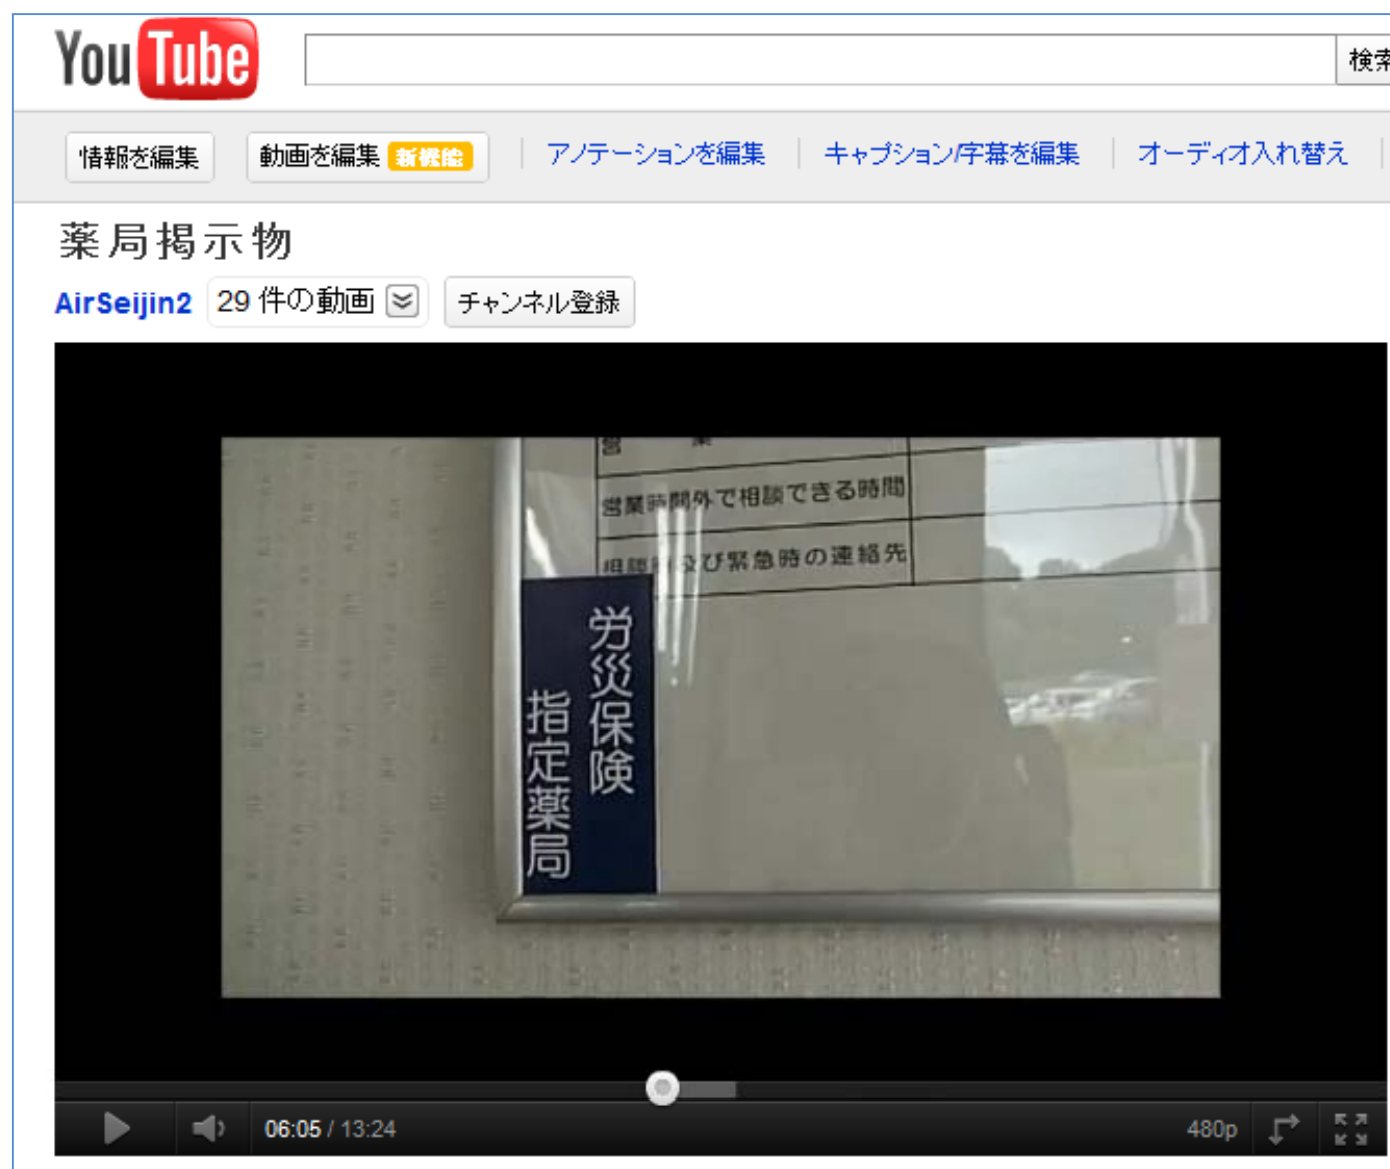 YouTube
検索
情報を編集
動画を編集 新機能
アノテーションを編集
キャプション/字幕を編集
オーディオ入れ替え
薬局掲示物
AirSeijin2 29 件の動画 チャンネル登録
営業時間外で相談できる時間
相談時及び緊急時の連絡先
労災保険
指定薬局
06:05 / 13:24
480p